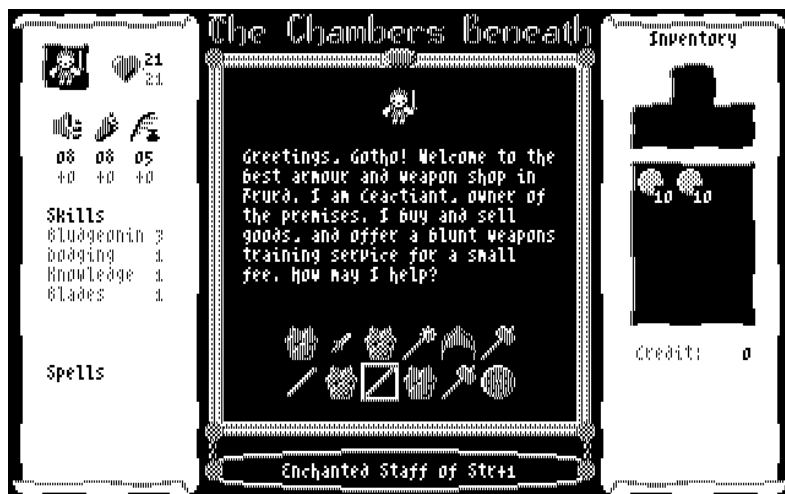 The Chambers Beneath
21
21
08 08 05
+0 +0 +0
Skills
Bludgeonin 3
Dodging 1
Knowledge 1
Blades 1
Spells
Greetings, Gotho! Welcome to the
best armour and weapon shop in
I am Ceactiant, owner of
the premises. I buy and sell
goods, and offer a blunt weapons
training service for a small
fee. How may I help?
Enchanted Staff of Str+1
Inventory
10 10
Credit: 0